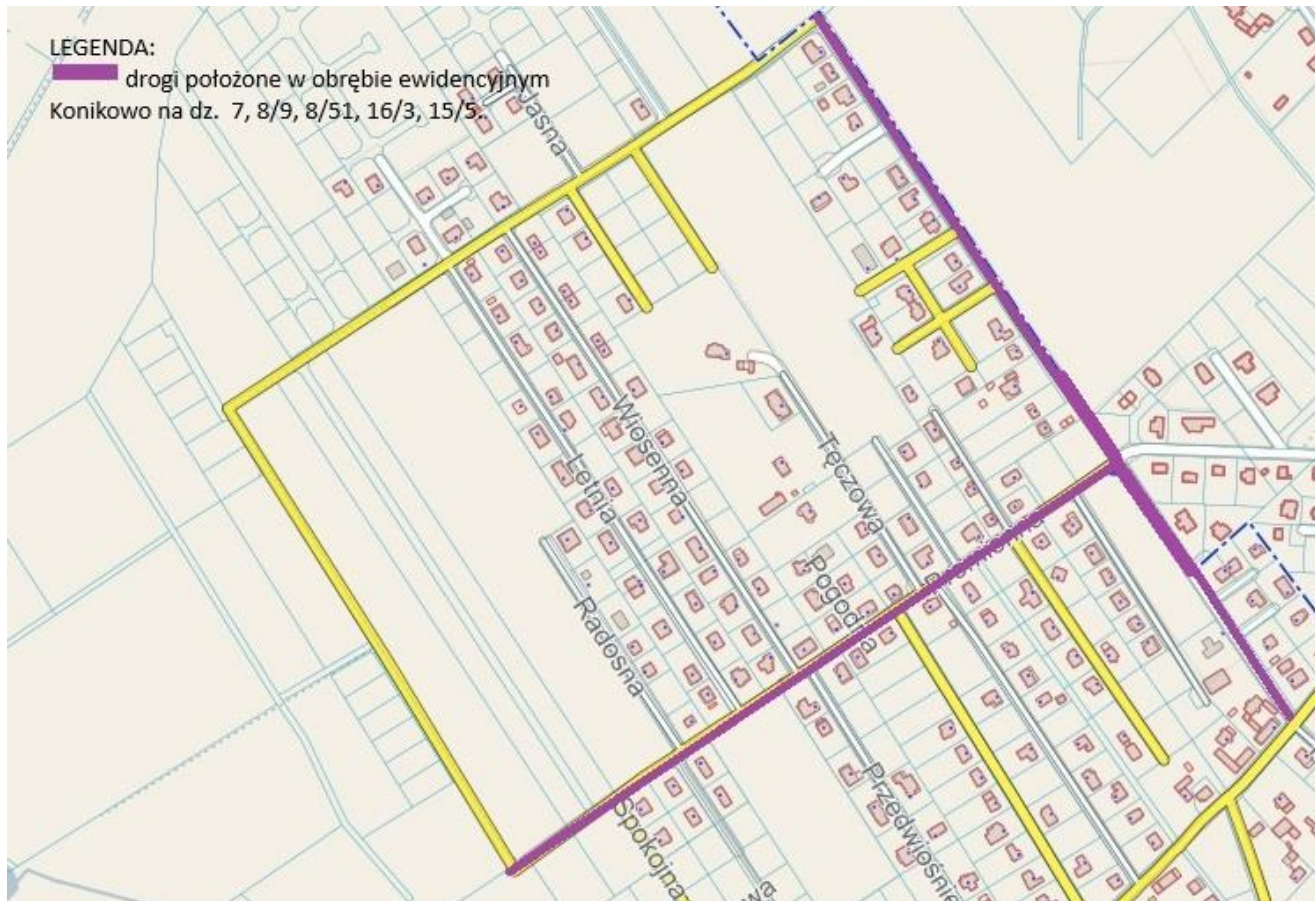 LEGENDA:
drogi położone w obrębie ewidencyjnym
Konikowo na dz. 7, 8/9, 8/51, 16/3, 15/5.
Jasna
Wiosenna
Letnia
Tęczowa
Pogodna
Radosna
Spokojna
Przedwiośnie